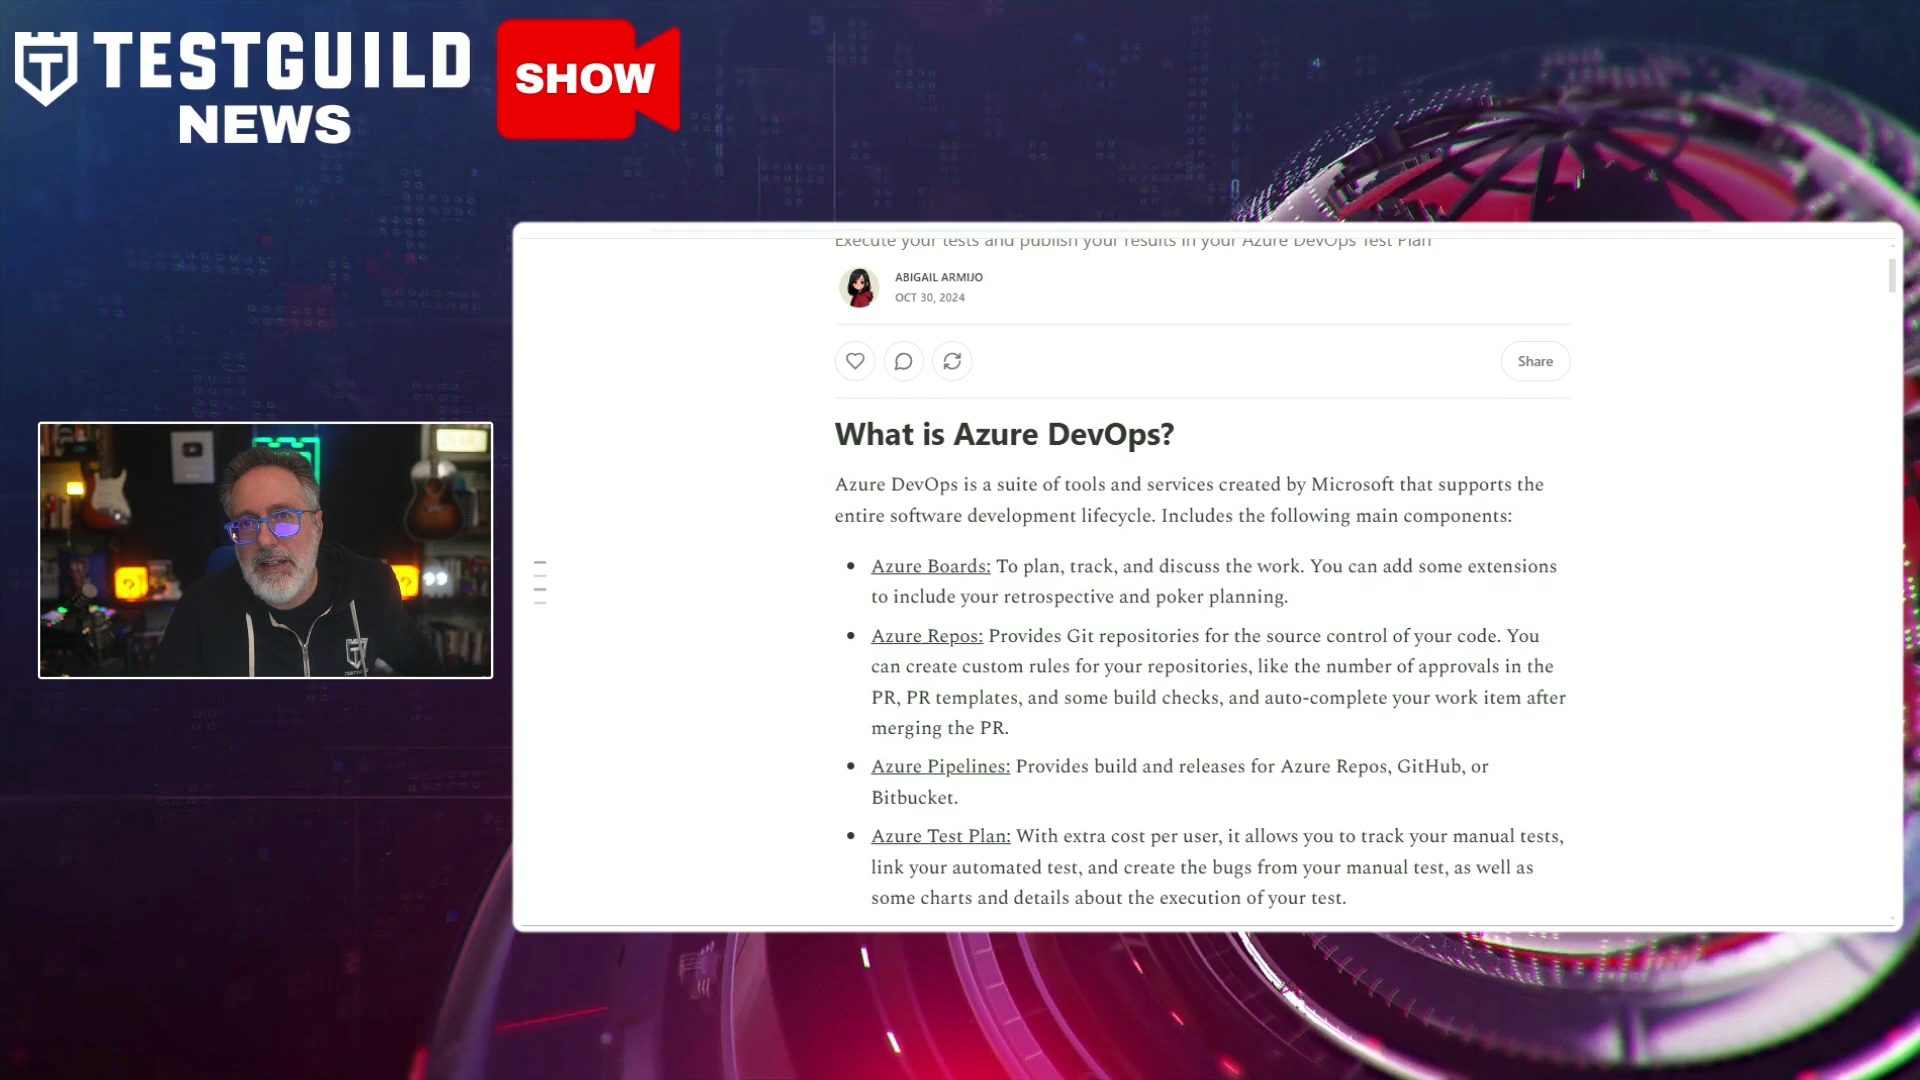 TESTGUILD
NEWS
SHOW
Execute your tests and publish your results in your Azure DevOps Test Plan
ABIGAIL ARMIJO
OCT 30, 2024
Share
What is Azure DevOps?
Azure DevOps is a suite of tools and services created by Microsoft that supports the
entire software development lifecycle. Includes the following main components:
Azure Boards: To plan, track, and discuss the work. You can add some extensions
to include your retrospective and poker planning.
Azure Repos: Provides Git repositories for the source control of your code. You
can create custom rules for your repositories, like the number of approvals in the
PR, PR templates, and some build checks, and auto-complete your work item after
merging the PR.
Azure Pipelines: Provides build and releases for Azure Repos, GitHub, or
Bitbucket.
Azure Test Plan: With extra cost per user, it allows you to track your manual tests,
link your automated test, and create the bugs from your manual test, as well as
some charts and details about the execution of your test.